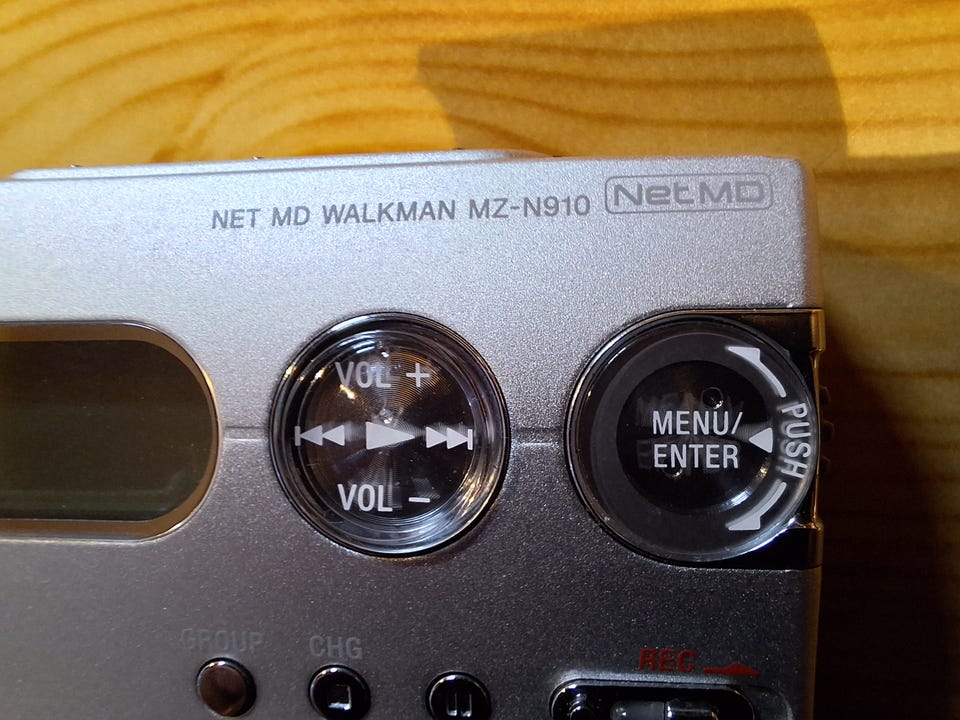 NET MD WALKMAN MZ-N910 NetMD
VOL +
VOL -
MENU/
ENTER
PUSH
GROUP
CHG
REC